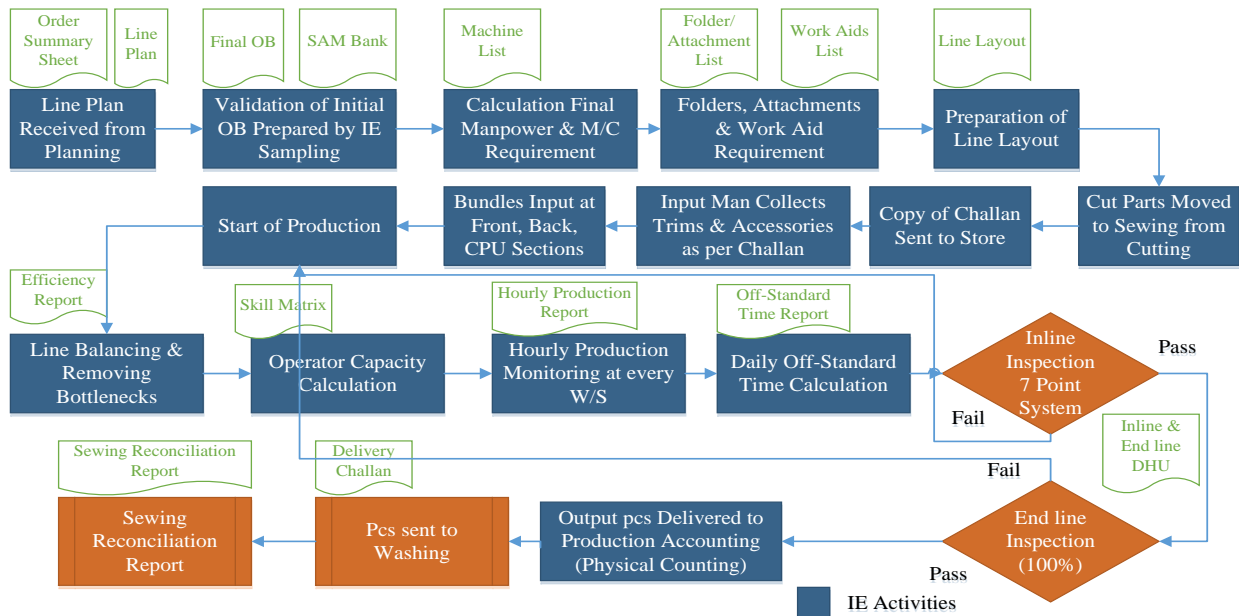 Order
Summary
Sheet
Line
Plan
Final OB
SAM Bank
Machine
List
Folder/
Attachment
List
Work Aids
List
Line Layout
Line Plan
Received from
Planning
Validation of Initial
OB Prepared by IE
Sampling
Calculation Final
Manpower & M/C
Requirement
Folders, Attachments
& Work Aid
Requirement
Preparation of
Line Layout
Start of Production
Bundles Input at
Front, Back,
CPU Sections
Input Man Collects
Trims & Accessories
as per Challan
Copy of Challan
Sent to Store
Cut Parts Moved
to Sewing from
Cutting
Efficiency
Report
Skill Matrix
Hourly Production
Report
Off-Standard
Time Report
Line Balancing &
Removing
Bottlenecks
Operator Capacity
Calculation
Hourly Production
Monitoring at every
W/S
Daily Off-Standard
Time Calculation
Inline
Inspection
7 Point
System
Pass
Fail
Sewing Reconciliation
Report
Delivery
Challan
Fail
Inline &
End line
DHU
Sewing
Reconciliation
Report
Pcs sent to
Washing
Output pcs Delivered to
Production Accounting
(Physical Counting)
Pass
End line
Inspection
(100%)
IE Activities